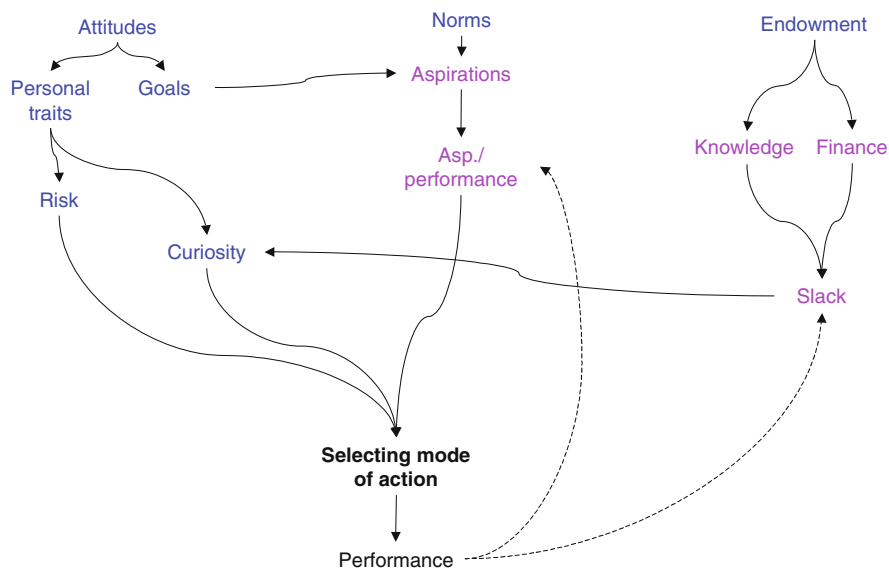 Attitudes
Norms
Endowment
Personal
traits
Goals
Aspirations
Knowledge
Finance
Asp./
performance
Risk
Curiosity
Slack
Selecting mode
of action
Performance